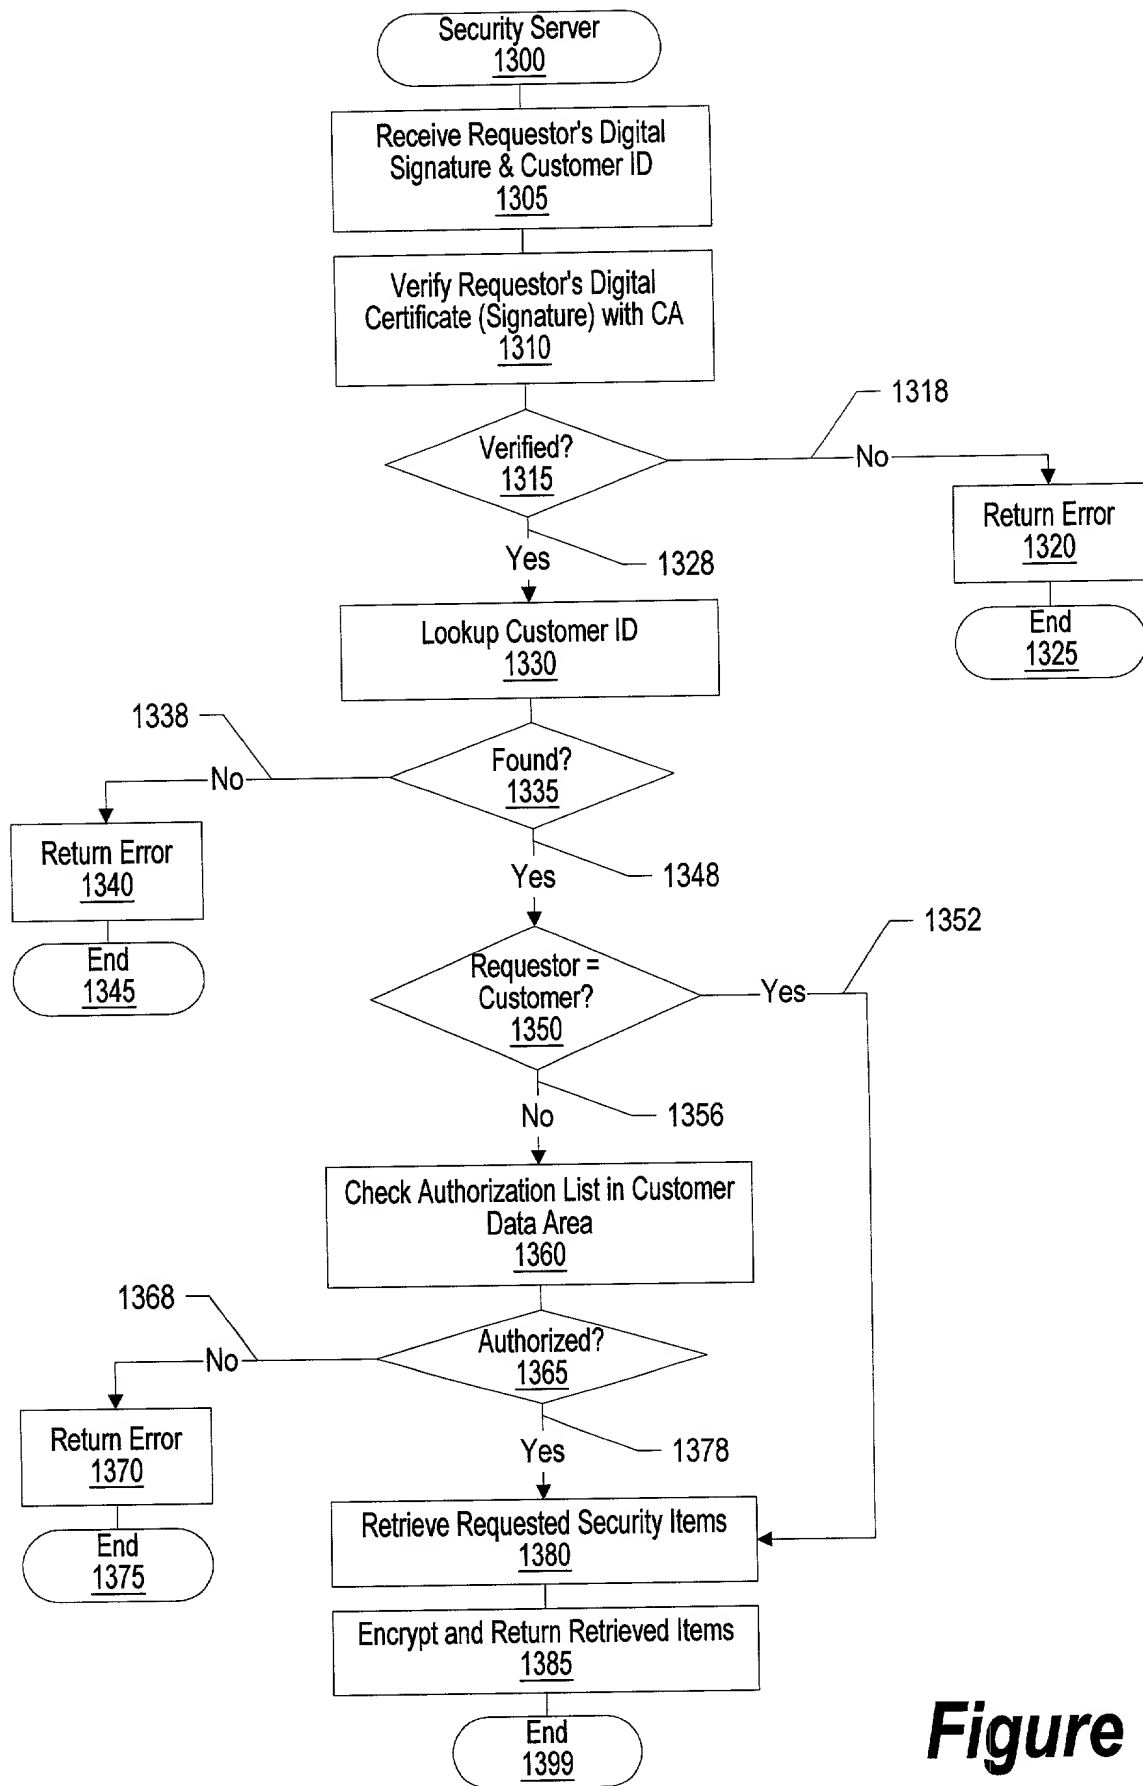 Security Server
1300
Receive Requestor's Digital
Signature & Customer ID
1305
Verify Requestor's Digital
Certificate (Signature) with CA
1310
Verified?
1315
1318
No
Return Error
1320
End
1325
1328
Yes
Lookup Customer ID
1330
1338
No
Found?
1335
Return Error
1340
End
1345
1348
Yes
Requestor =
Customer?
1350
1352
Yes
1356
No
Check Authorization List in Customer
Data Area
1360
1368
No
Authorized?
1365
Return Error
1370
End
1375
1378
Yes
Retrieve Requested Security Items
1380
Encrypt and Return Retrieved Items
1385
End
1399
Figure